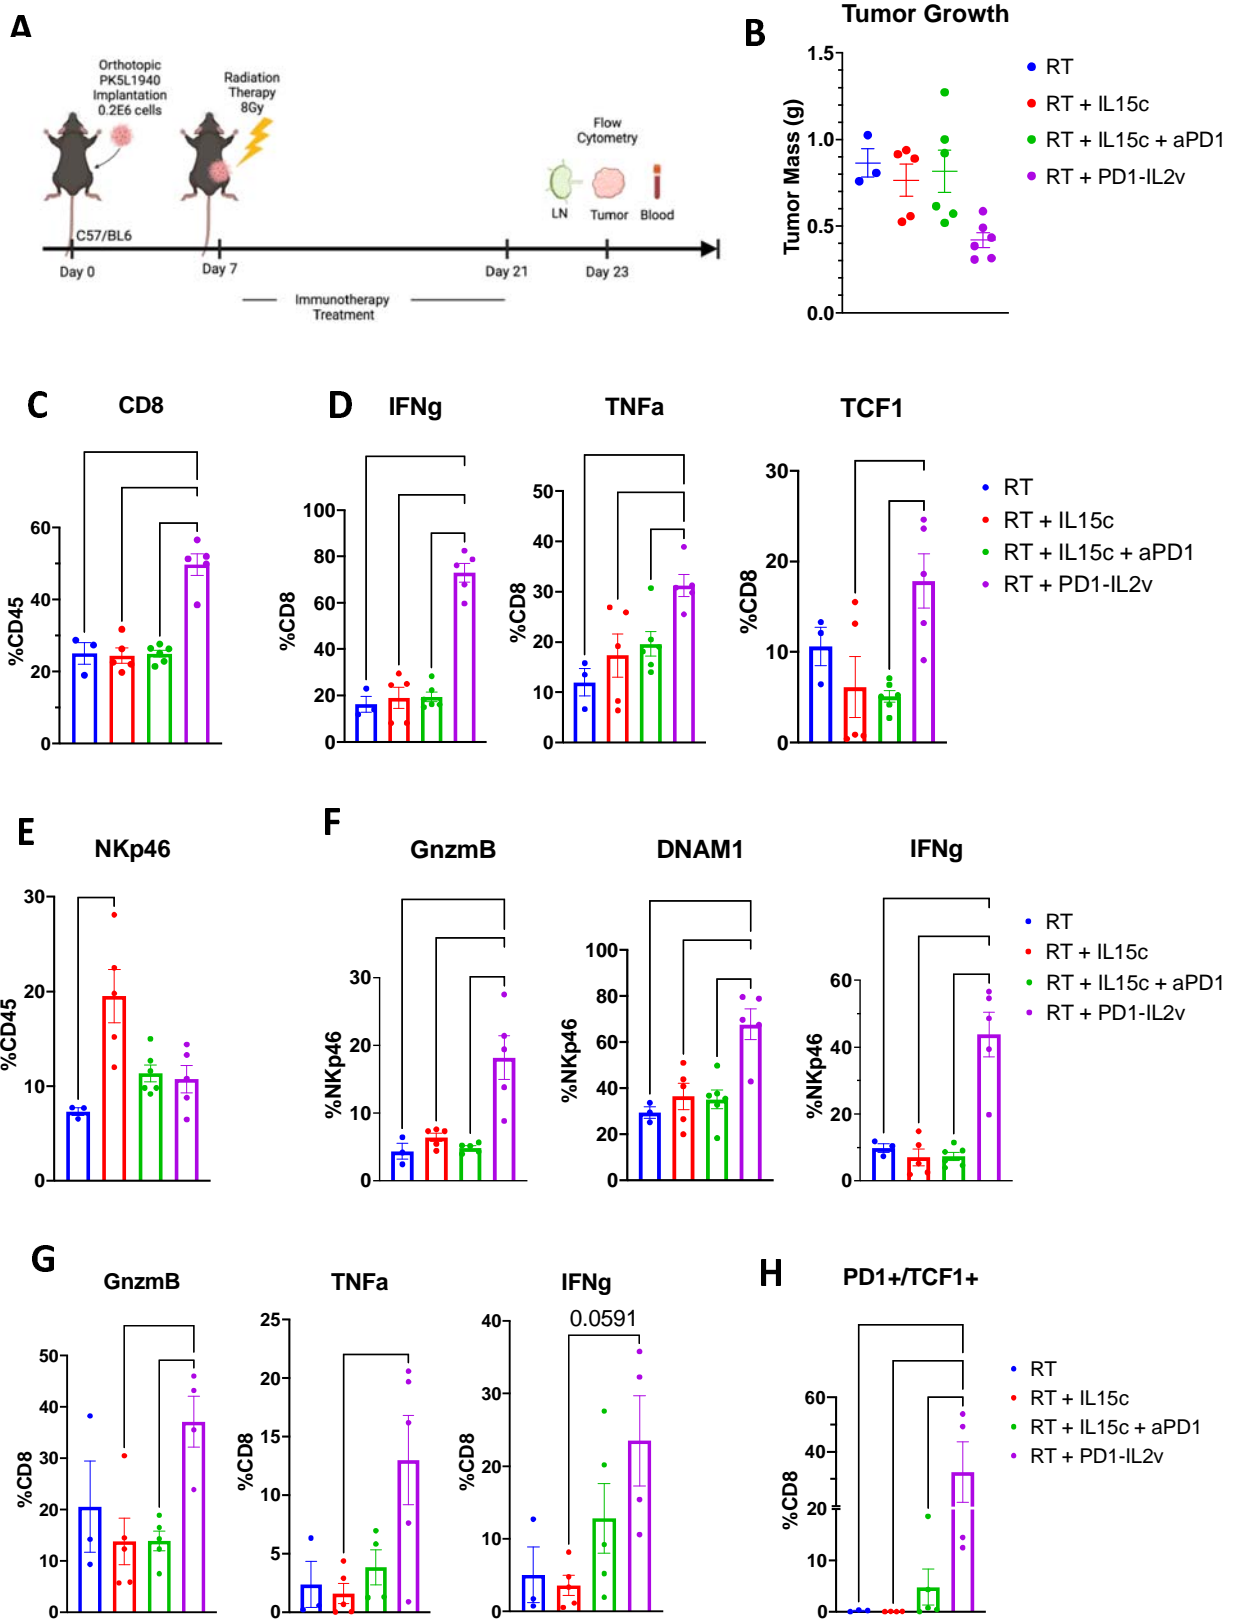 A
Orthotopic
PK5L1940
Implantation
0.2E6 cells
Radiation
Therapy
8Gy
Flow
Cytometry
LN
Tumor
Blood
C57/BL6
Day 0
Day 7
Day 21
Day 23
Immunotherapy
Treatment
B
Tumor Growth
Tumor Mass (g)
1.5
1.0
0.5
0.0
RT
RT + IL15c
RT + IL15c + aPD1
RT + PD1-IL2v
C
CD8
%CD45
60
40
20
0
D
IFNg
%CD8
100
80
60
40
20
0
TNFa
%CD8
50
40
30
20
10
0
TCF1
%CD8
30
20
10
0
RT
RT + IL15c
RT + IL15c + aPD1
RT + PD1-IL2v
E
NKp46
%CD45
30
20
10
0
F
GnzmB
%NKp46
30
20
10
0
DNAM1
%NKp46
100
80
60
40
20
0
IFNg
%NKp46
60
40
20
0
RT
RT + IL15c
RT + IL15c + aPD1
RT + PD1-IL2v
G
GnzmB
%CD8
50
40
30
20
10
0
TNFa
%CD8
25
20
15
10
5
0
IFNg
0.0591
%CD8
40
30
20
10
0
H
PD1+/TCF1+
%CD8
60
40
20
10
0
RT
RT + IL15c
RT + IL15c + aPD1
RT + PD1-IL2v